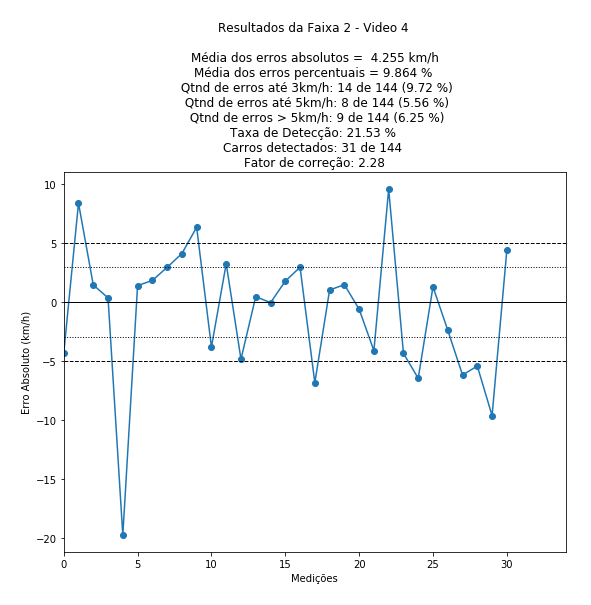 Resultados da Faixa 2 - Video 4
Média dos erros absolutos =  4.255 km/h
Média dos erros percentuais = 9.864 %
Qtnd de erros até 3km/h: 14 de 144 (9.72 %)
Qtnd de erros até 5km/h: 8 de 144 (5.56 %)
Qtnd de erros > 5km/h: 9 de 144 (6.25 %)
Taxa de Detecção: 21.53 %
Carros detectados: 31 de 144
Fator de correção: 2.28
10
5
0
−5
−10
−15
−20
Erro Absoluto (km/h)
0 5 10 15 20 25 30
Medições